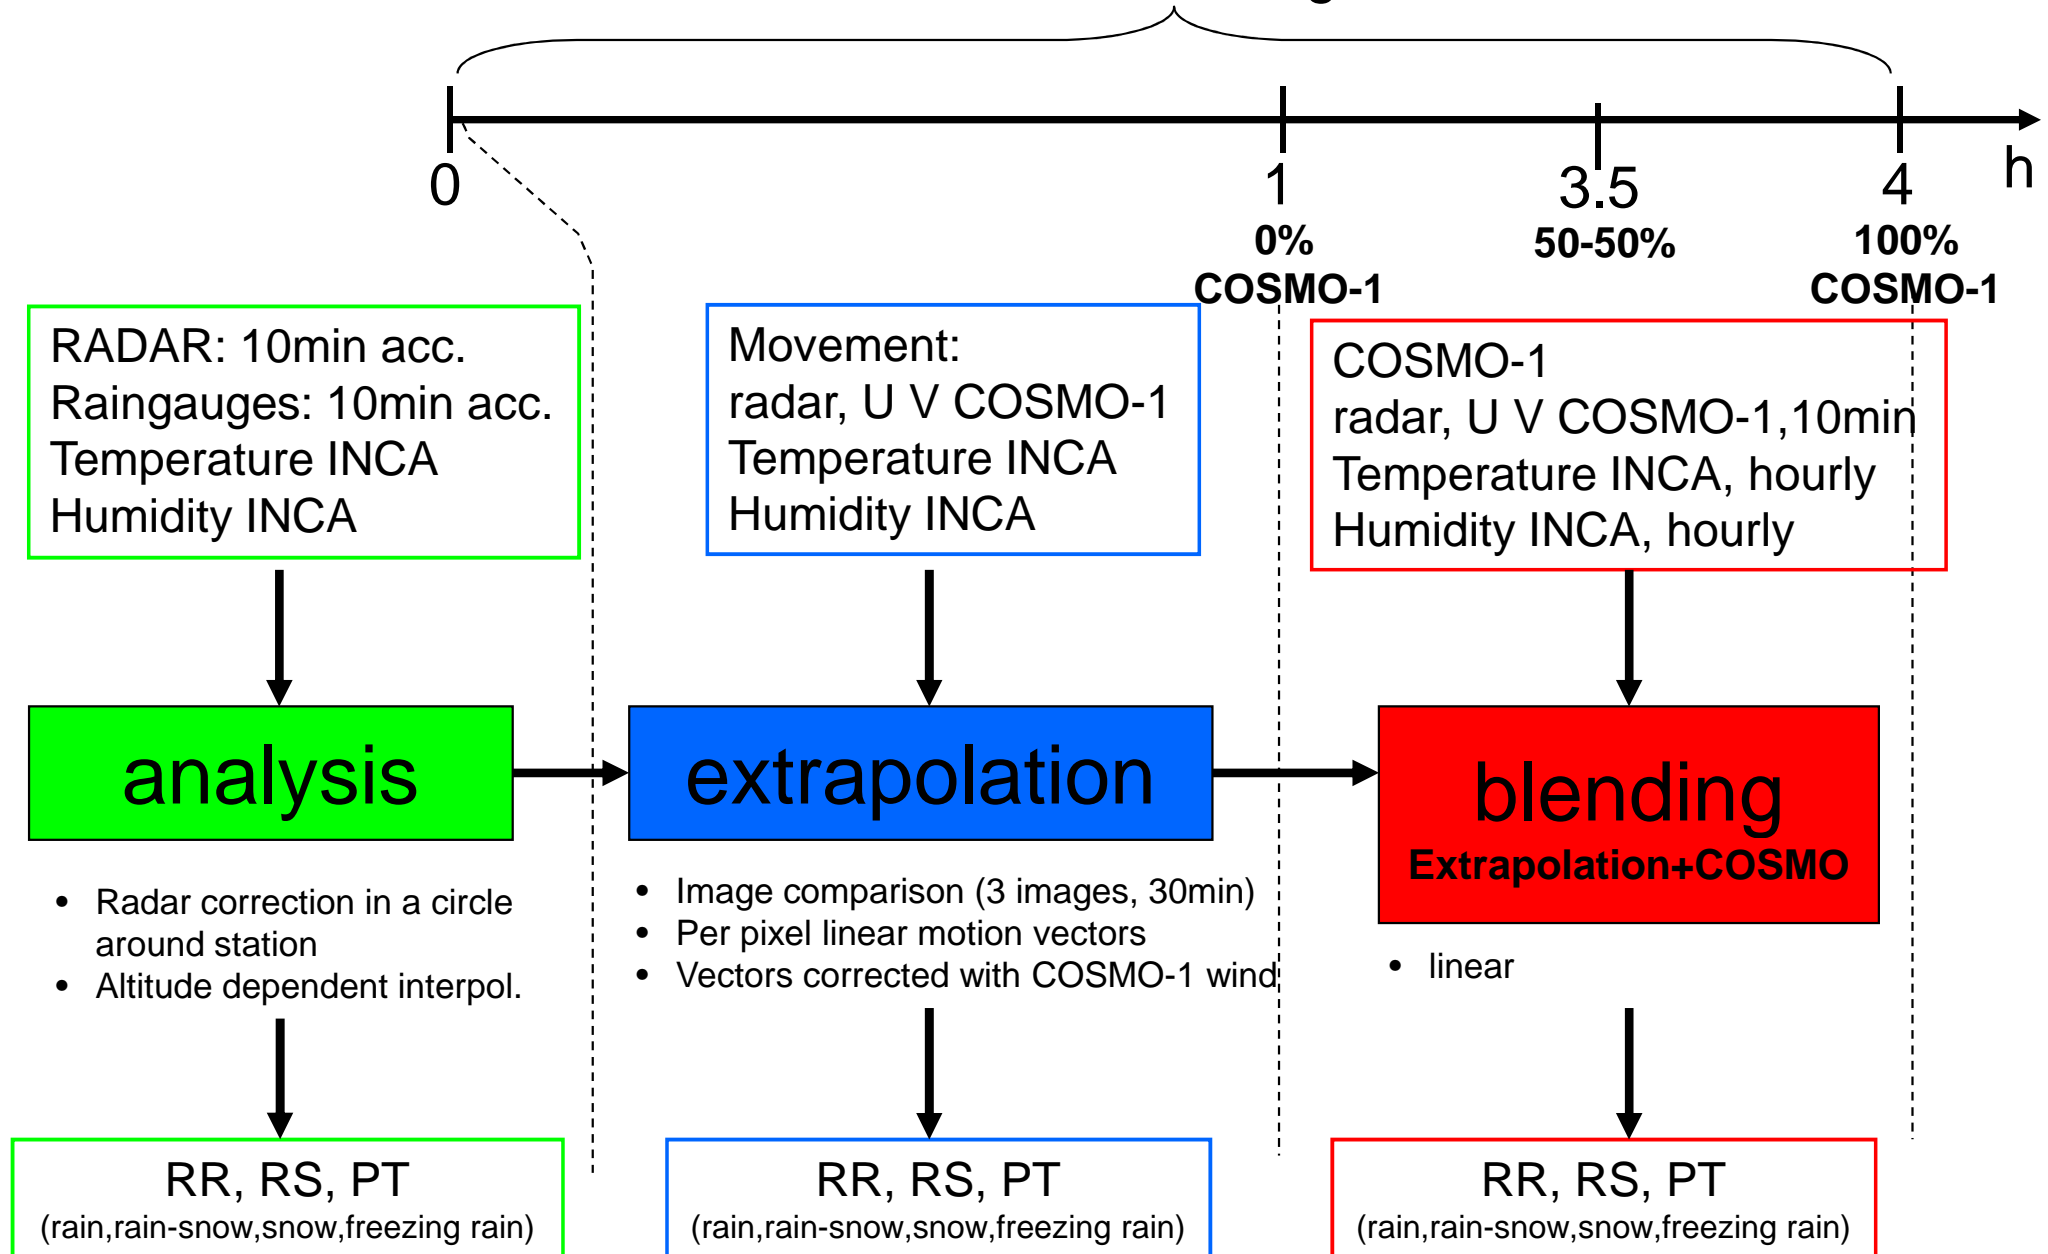 0
1
3.5
4
h
0%
COSMO-1
50-50%
100%
COSMO-1
RADAR: 10min acc.
Raingauges: 10min acc.
Temperature INCA
Humidity INCA
Movement:
radar, U V COSMO-1
Temperature INCA
Humidity INCA
COSMO-1
radar, U V COSMO-1,10min
Temperature INCA, hourly
Humidity INCA, hourly
analysis
extrapolation
blending
Extrapolation+COSMO
• Radar correction in a circle
around station
• Altitude dependent interpol.
• Image comparison (3 images, 30min)
• Per pixel linear motion vectors
• Vectors corrected with COSMO-1 wind
• linear
RR, RS, PT
(rain,rain-snow,snow,freezing rain)
RR, RS, PT
(rain,rain-snow,snow,freezing rain)
RR, RS, PT
(rain,rain-snow,snow,freezing rain)